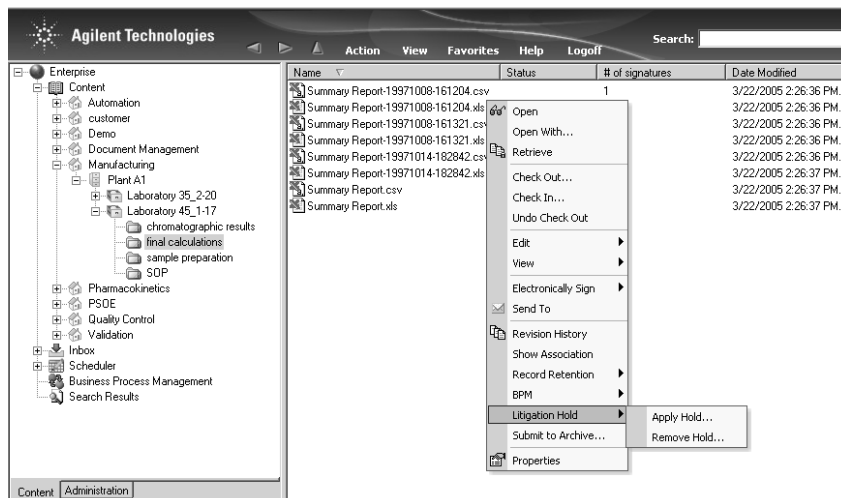 Agilent Technologies
Action View Favorites Help Logoff Search:
Enterprise
Content
Automation
customer
Demo
Document Management
Manufacturing
Plant A1
Laboratory 35_2-20
Laboratory 45_1-17
chromatographic results
final calculations
sample preparation
SOP
Pharmacokinetics
PSOE
Quality Control
Validation
Inbox
Scheduler
Business Process Management
Search Results
Content Administration
Name Status # of signatures Date Modified
Summary Report-19971008-161204.csv 1 3/22/2005 2:26:36 PM.
Summary Report-19971008-161204.xls 3/22/2005 2:26:36 PM.
Summary Report-19971008-161321.csv 3/22/2005 2:26:36 PM.
Summary Report-19971008-161321.xls 3/22/2005 2:26:36 PM.
Summary Report-19971014-182842.csv 3/22/2005 2:26:36 PM.
Summary Report-19971014-182842.xls 3/22/2005 2:26:37 PM.
Summary Report.csv 3/22/2005 2:26:37 PM.
Summary Report.xls 3/22/2005 2:26:37 PM.
Open
Open With...
Retrieve
Check Out...
Check In...
Undo Check Out
Edit
View
Electronically Sign
Send To
Revision History
Show Association
Record Retention
BPM
Litigation Hold
Submit to Archive...
Properties
Apply Hold...
Remove Hold...